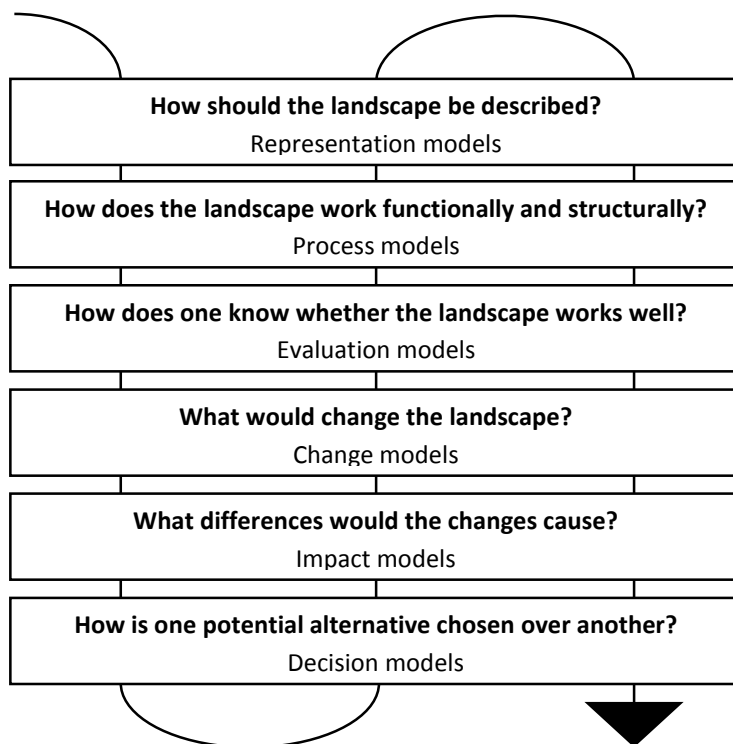 How should the landscape be described?
Representation models
How does the landscape work functionally and structurally?
Process models
How does one know whether the landscape works well?
Evaluation models
What would change the landscape?
Change models
What differences would the changes cause?
Impact models
How is one potential alternative chosen over another?
Decision models